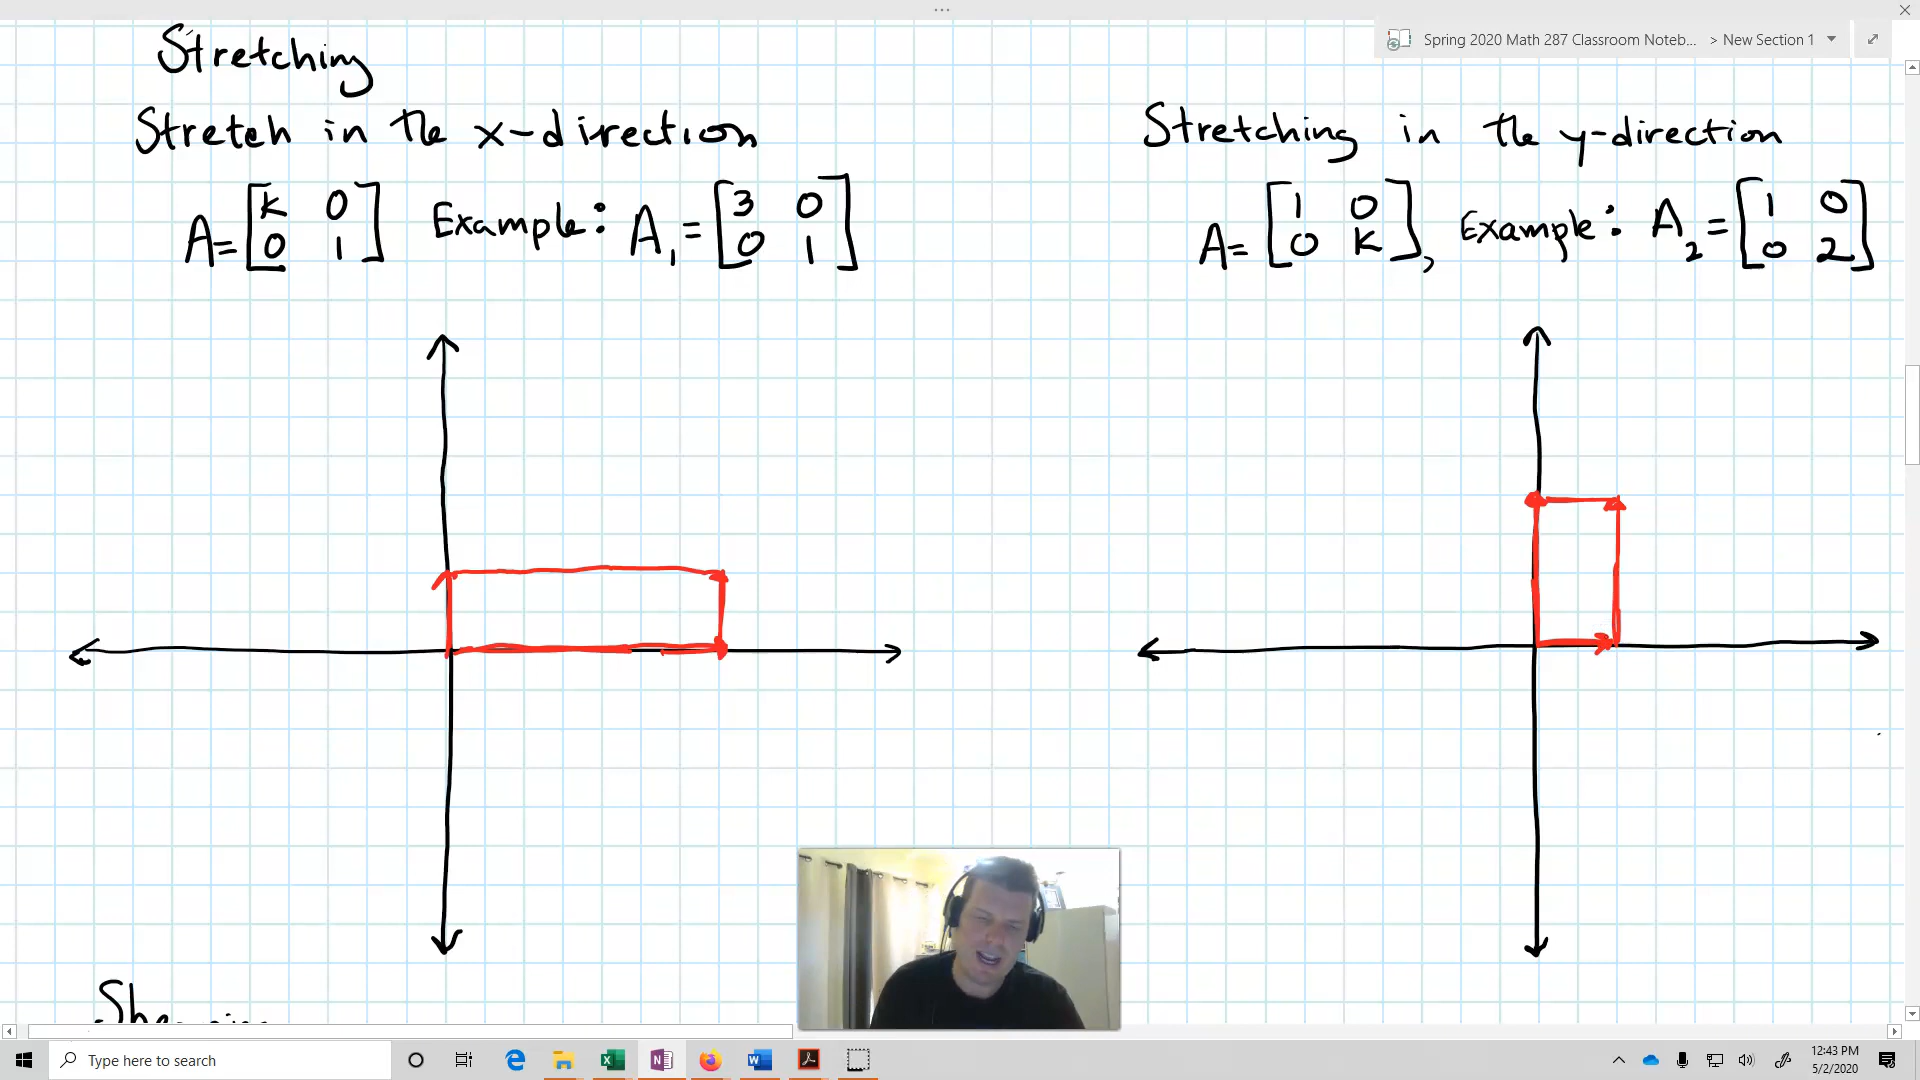 Spring 2020 Math 287 Classroom Noteb... > New Section 1
Stretching
Stretch in the x-direction
A = [k 0
0 1] Example: A₁ = [3 0
0 1]
Stretching in the y-direction
A = [1 0
0 k], Example: A₂ = [1 0
0 2]
Type here to search
12:43 PM
5/2/2020